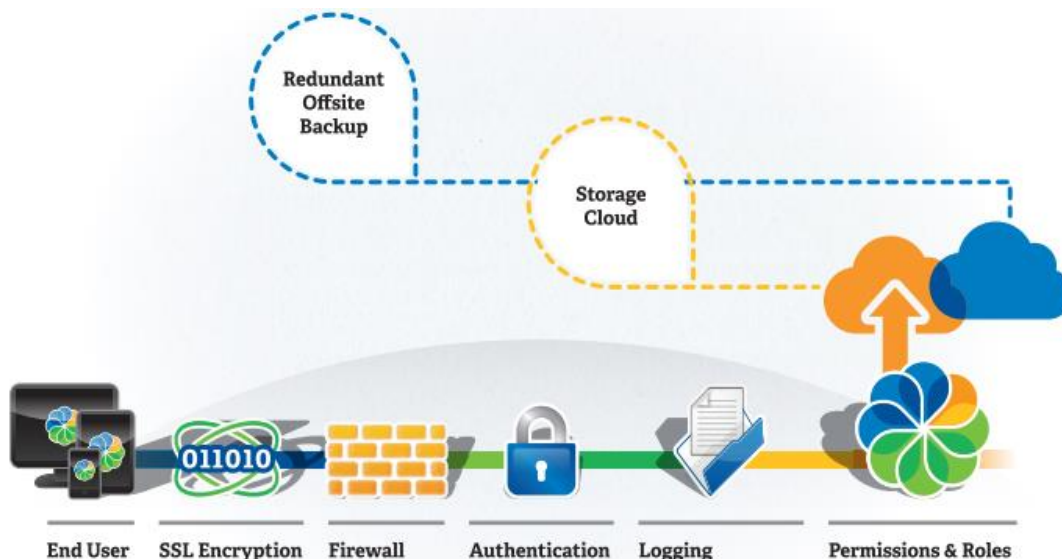 Redundant
Offsite
Backup
Storage
Cloud
011010
End User SSL Encryption Firewall Authentication Logging Permissions & Roles